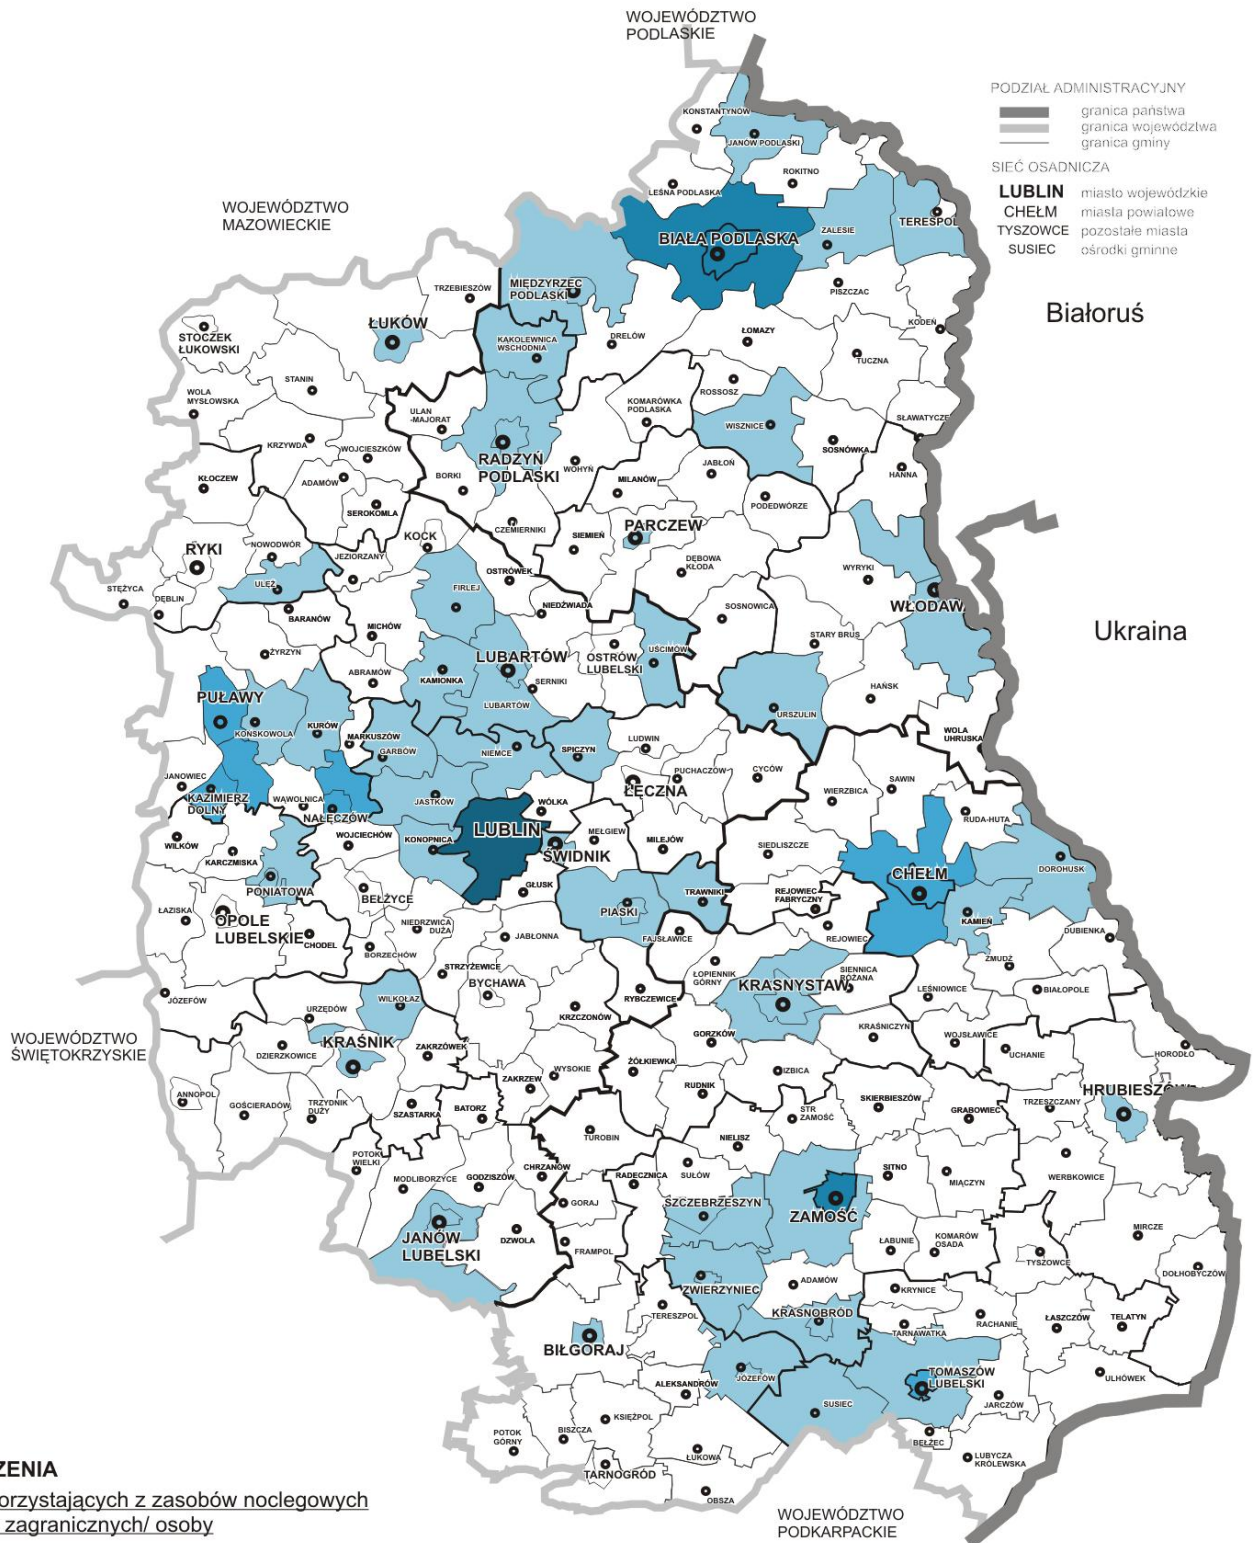 WOJEWÓDZTWO
PODLASKIE
PODZIAŁ ADMINISTRACYJNY
granica państwa
granica województwa
granica gminy
SIEĆ OSADNICZA
LUBLIN miasto wojewódzkie
CHEŁM miasta powiatowe
TYSZOWCE pozostałe miasta
SUSIEC ośrodki gminne
KONSTANTYNÓW
JANÓW PODLASKI
ROKITNO
LEŚNA PODLASKA
WOJEWÓDZTWO
MAZOWIECKIE
TERESPOL
ZALESIE
BIAŁA PODLASKA
MIĘDZYRZEC
PODLASKI
TRZEBIESZÓW
PISZCZAC
Białoruś
KODEŃ
ŁUKÓW
STOCZEK
ŁUKOWSKI
KĄKOLEWNICA
WSCHODNIA
DRELÓW
ŁOMAZY
TUCZNA
STANIN
WOLA
MYSŁOWSKA
ROSSOSZ
KOMARÓWKA
PODLASKA
ULAN
-MAJORAT
WISZNICE
SŁAWATYCZE
KRZYWDA
WOJCIESZKÓW
SOSNÓWKA
RADZYŃ
PODLASKI
WOHYŃ
JABŁOŃ
HANNA
KŁOCZEW
ADAMÓW
BORKI
MILANÓW
SEROKOMLA
PODEDWÓRZE
CZEMIERNIKI
PARCZEW
KOCK
RYKI
NOWODWÓR
JEZIORZANY
SIEMIEŃ
DĘBOWA
KŁODA
WYRYKI
OSTRÓWEK
STĘŻYCA
DĘBLIN
ULĘŻ
FIRLEJ
NIEDŹWIADA
SOSNOWICA
WŁODAW
BARANÓW
MICHÓW
STARY BRUS
Ukraina
ŻYRZYN
ABRAMÓW
KAMIONKA
LUBARTÓW
SERNIKI
OSTRÓW
LUBELSKI
UŚCIMÓW
HAŃSK
PUŁAWY
KOŃSKOWOLA
KURÓW
MARKUSZÓW
GARBÓW
LUBARTÓW
URSZULIN
WOLA
UHRUSKA
NIEMCE
SPICZYN
LUDWIN
PUCHACZÓW
CYCÓW
SAWIN
JANOWIEC
KAZIMIERZ
DOLNY
WĄWOLNICA
NAŁĘCZÓW
JASTKÓW
WÓLKA
ŁĘCZNA
WIERZBICA
RUDA-HUTA
WILKÓW
KARCZMISKA
WOJCIECHÓW
KONOPNICA
LUBLIN
ŚWIDNIK
MEŁGIEW
MILEJÓW
SIEDLISZCZE
CHEŁM
DOROHUSK
PONIATOWA
BEŁŻYCE
GŁUSK
PIASKI
TRAWNIKI
REJOWIEC
FABRYCZNY
KAMIEŃ
ŁAZISKA
OPOLE
LUBELSKIE
CHODEL
NIEDRZWICA
DUŻA
BORZECHÓW
JABŁONNA
FAJSŁAWICE
REJOWIEC
DUBIENKA
ŻMUDŹ
STRZYŻEWICE
BYCHAWA
ŁOPIENNIK
GÓRNY
KRASNYSTAW
SIENNICA
RÓŻANA
LEŚNIOWICE
BIAŁOPOLE
JÓZEFÓW
URZĘDÓW
WILKOŁAZ
RYBCZEWICE
KRZCZONÓW
WOJEWÓDZTWO
ŚWIĘTOKRZYSKIE
DZIERZKOWICE
KRAŚNIK
ZAKRZÓWEK
GORZKÓW
KRAŚNICZYN
WOJSŁAWICE
UCHANIE
HORODŁO
ŻÓŁKIEWKA
ZAKRZEW
WYSOKIE
IZBICA
RUDNIK
ANNOPOL
GOŚCIERADÓW
TRZYDNIK
DUŻY
SZASTARKA
BATORZ
SKIERBIESZÓW
GRABOWIEC
TRZESZCZANY
STR
ZAMOŚĆ
TUROBIN
NIELISZ
POTOK
WIELKI
MODLIBORZYCE
GODZISZÓW
CHRZANÓW
RADECZNICA
SUŁÓW
SITNO
MIĄCZYN
WERBKOWICE
GORAJ
SZCZEBRZESZYN
ZAMOŚĆ
JANÓW
LUBELSKI
DZWOLA
FRAMPOL
ŁABUNIE
KOMARÓW
OSADA
MIRCZE
TYSZOWCE
DOŁHOBYCZÓW
ZWIERZYNIEC
ADAMÓW
KRYNICE
TERESZPOL
KRASNOBRÓD
RACHANIE
TARNAWATKA
ŁASZCZÓW
TELATYN
BIŁGORAJ
JÓZEFÓW
TOMASZÓW
LUBELSKI
ULHÓWEK
ALEKSANDRÓW
SUSIEC
JARCZÓW
KSIĘŻPOL
BISZCZA
POTOK
GÓRNY
BEŁŻEC
ŁUKOWA
LUBYCZA
KRÓLEWSKA
TARNOGRÓD
OBSZA
WOJEWÓDZTWO
PODKARPACKIE
ZENIA
orzystających z zasobów noclegowych
zagranicznych/ osoby